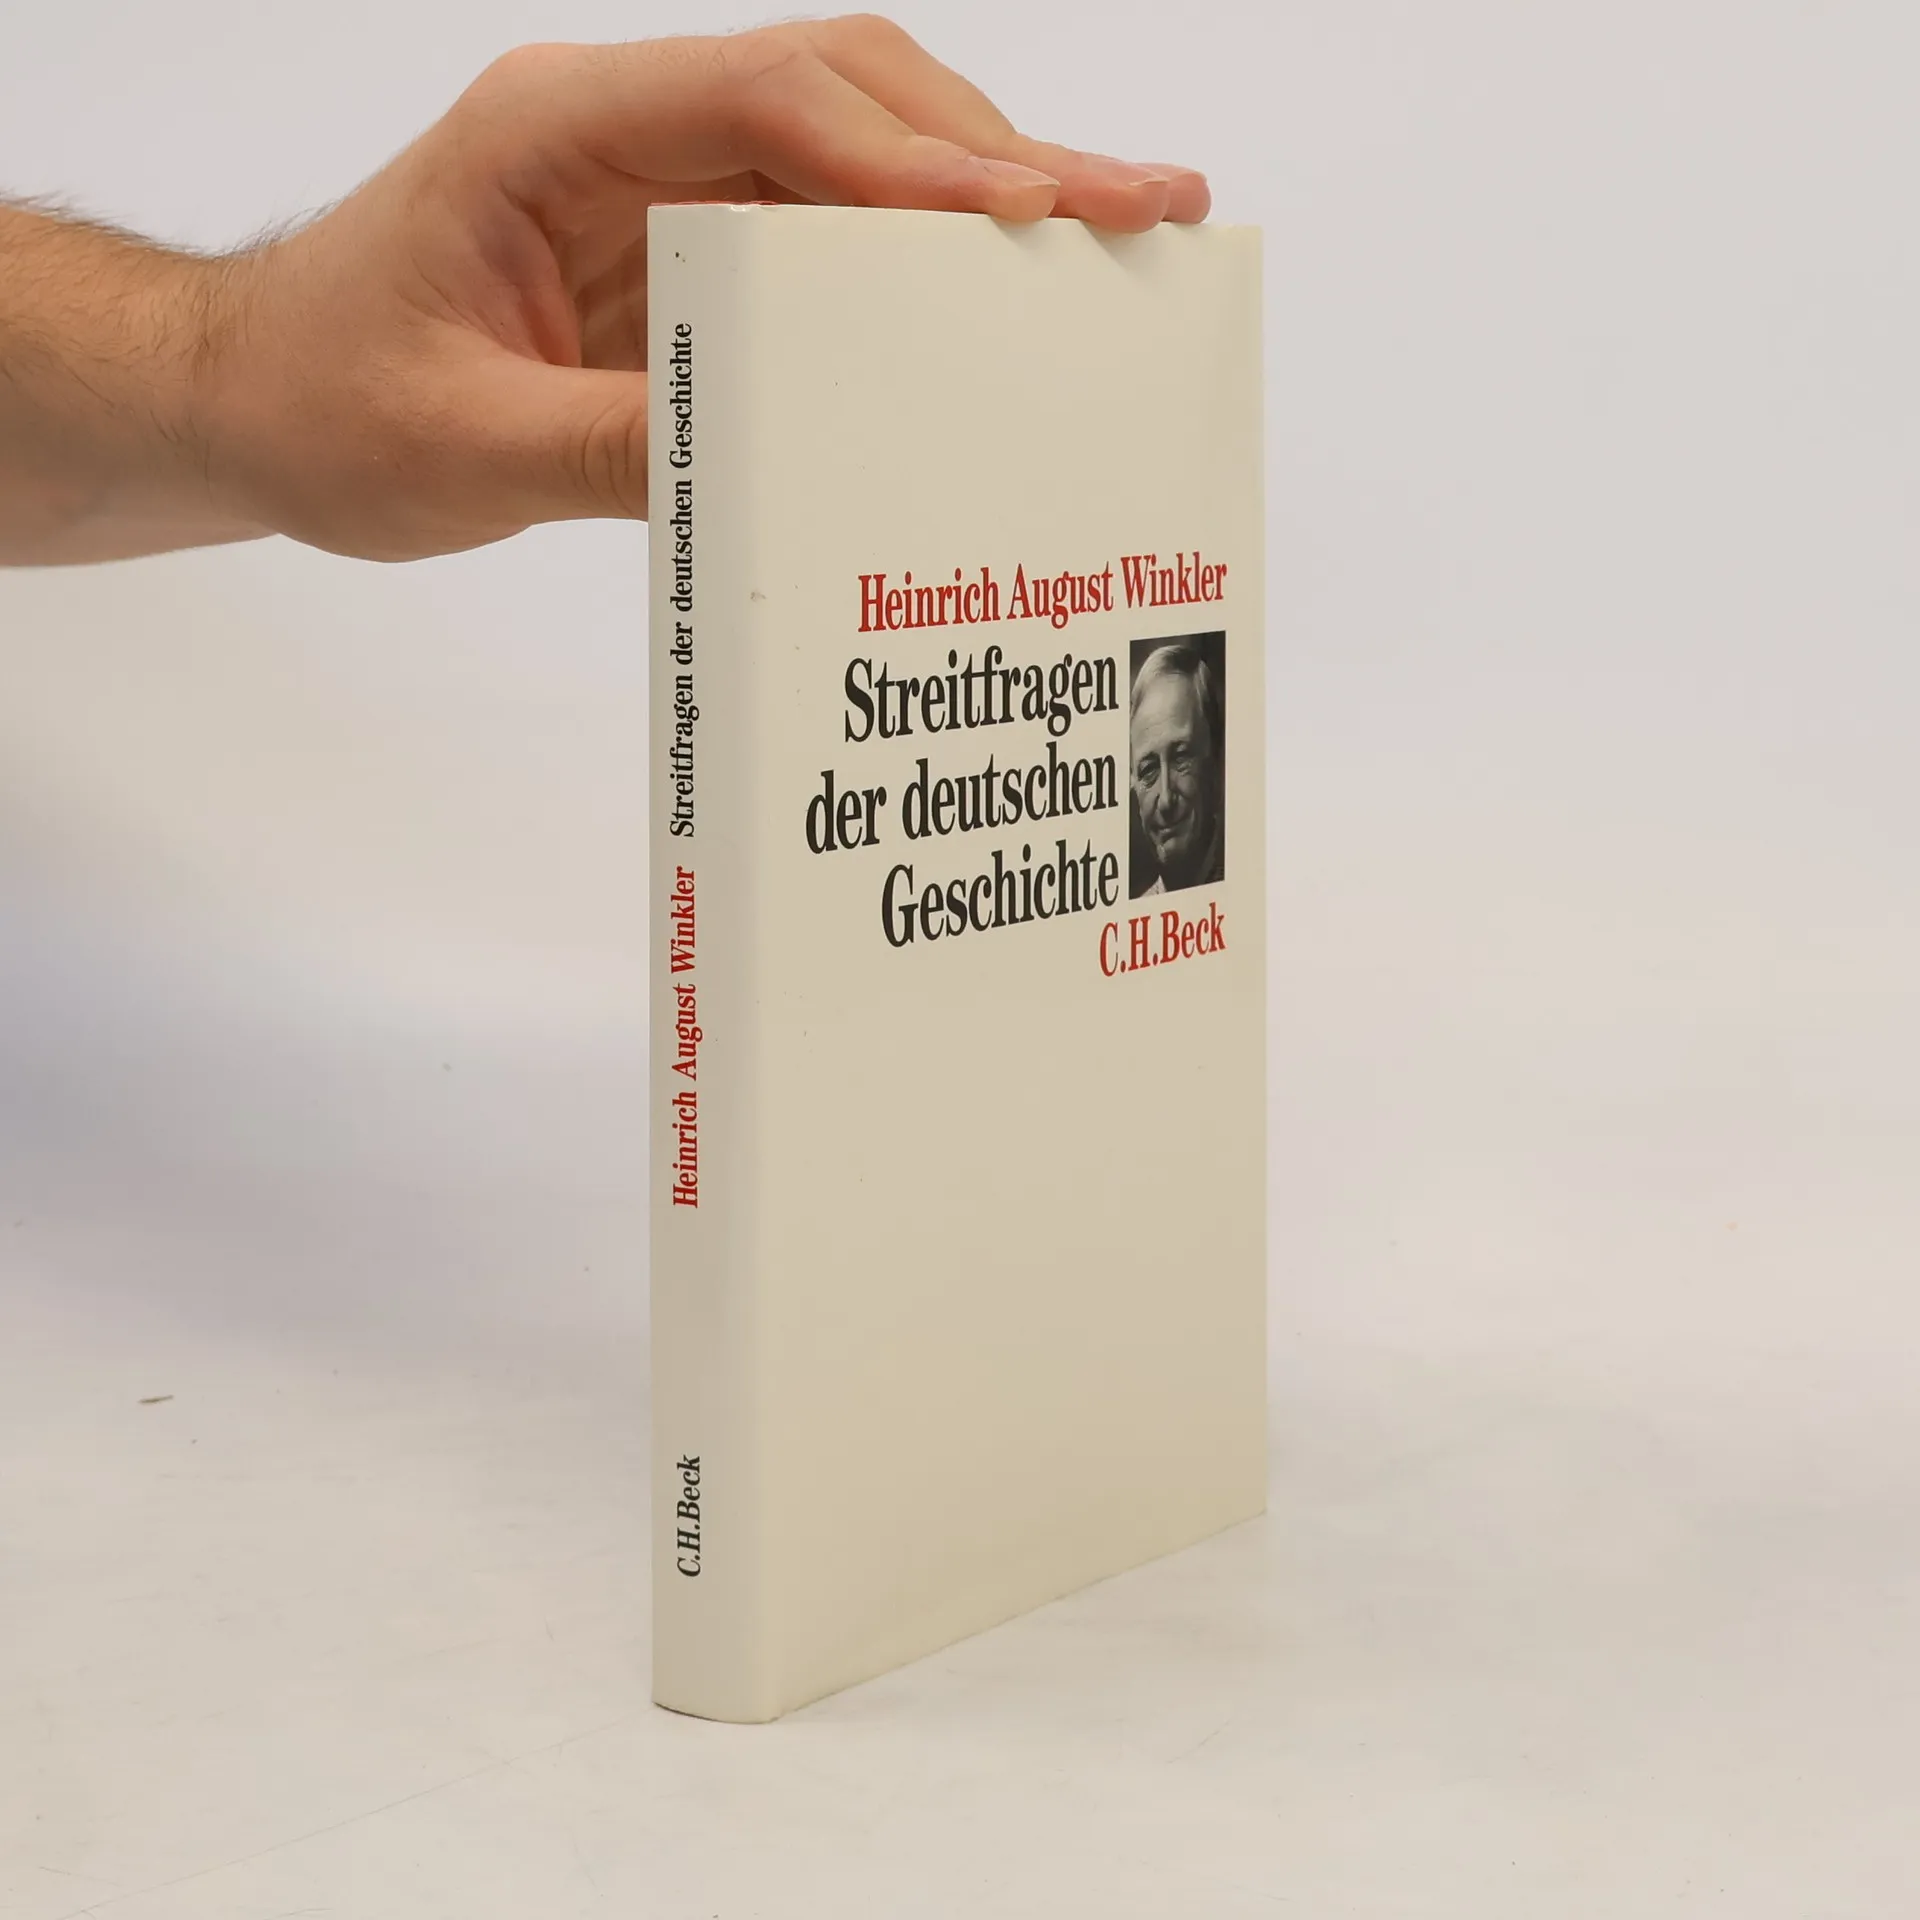 Heinrich August Winkler Streitfragen der deutschen Geschichte
C.H.Beck
Heinrich August Winkler
Streitfragen
der deutschen
Geschichte
C.H.Beck